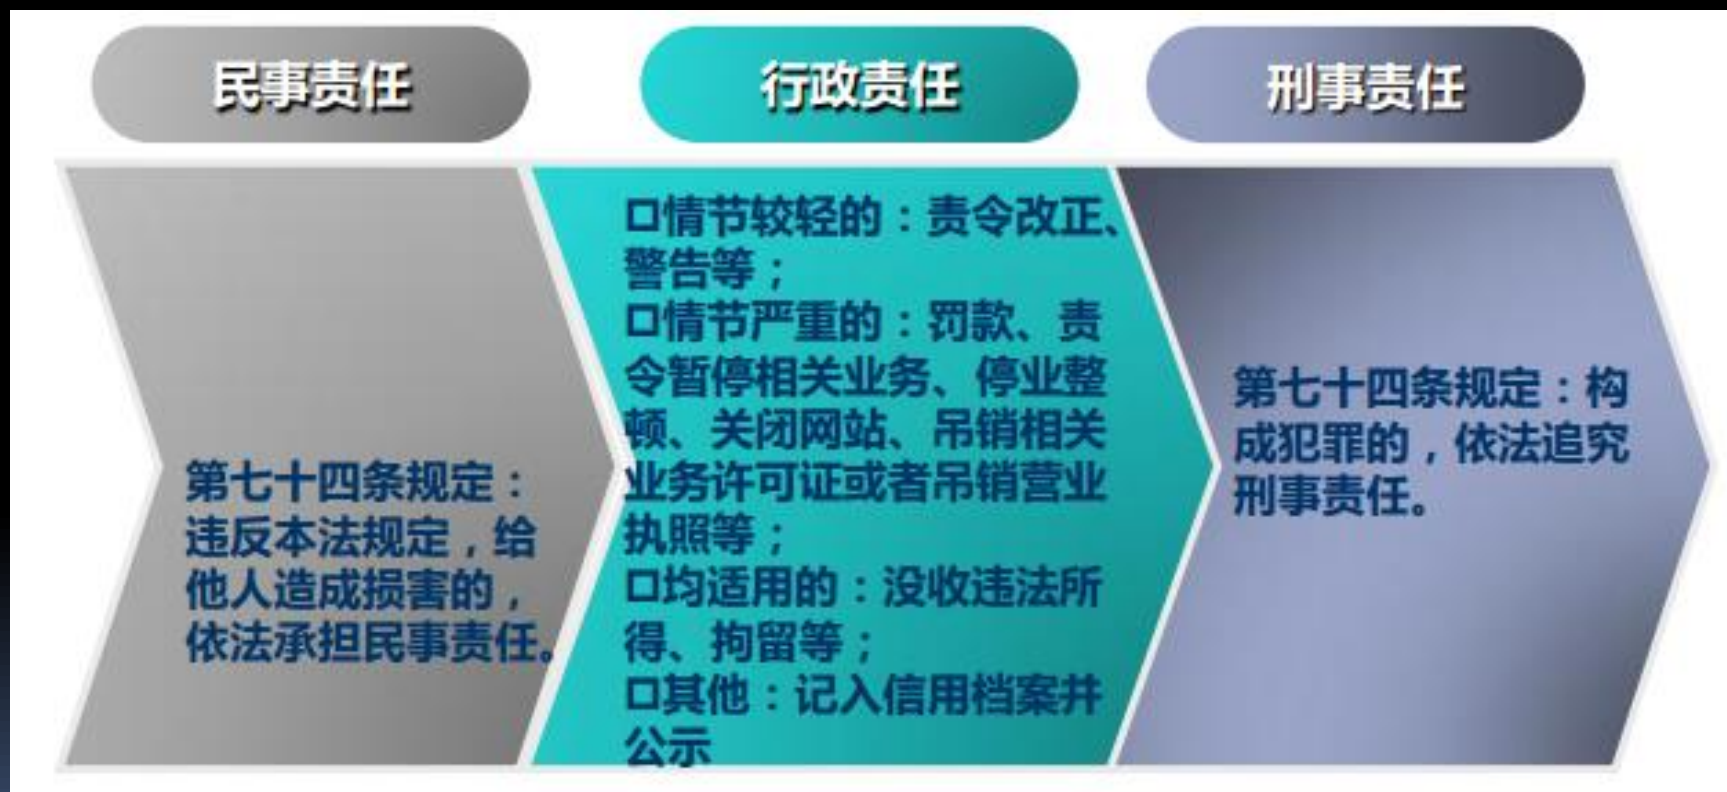 民事责任
行政责任
刑事责任
第七十四条规定：
违反本法规定，给
他人造成损害的，
依法承担民事责任。
口情节较轻的：责令改正、
警告等；
口情节严重的：罚款、责
令暂停相关业务、停业整
顿、关闭网站、吊销相关
业务许可证或者吊销营业
执照等；
口均适用的：没收违法所
得、拘留等；
口其他：记入信用档案井
公示
第七十四条规定：构
成犯罪的，依法追究
刑事责任。